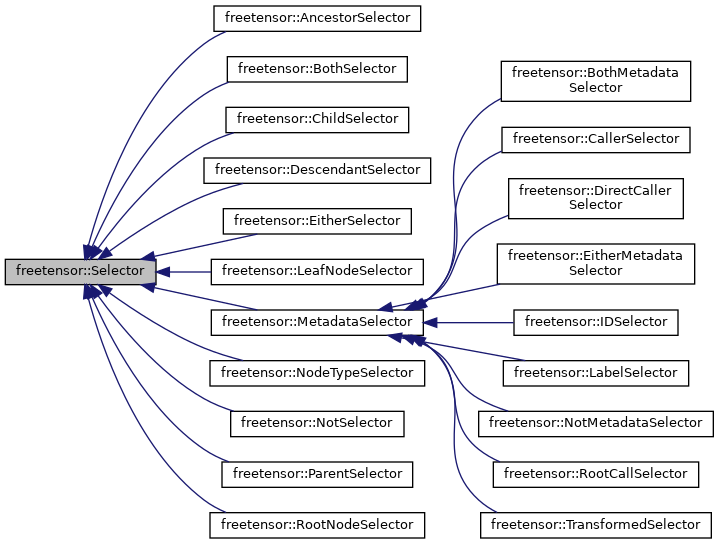 freetensor::Selector
freetensor::AncestorSelector
freetensor::BothSelector
freetensor::ChildSelector
freetensor::DescendantSelector
freetensor::EitherSelector
freetensor::LeafNodeSelector
freetensor::MetadataSelector
freetensor::NodeTypeSelector
freetensor::NotSelector
freetensor::ParentSelector
freetensor::RootNodeSelector
freetensor::BothMetadata
Selector
freetensor::CallerSelector
freetensor::DirectCaller
Selector
freetensor::EitherMetadata
Selector
freetensor::IDSelector
freetensor::LabelSelector
freetensor::NotMetadataSelector
freetensor::RootCallSelector
freetensor::TransformedSelector